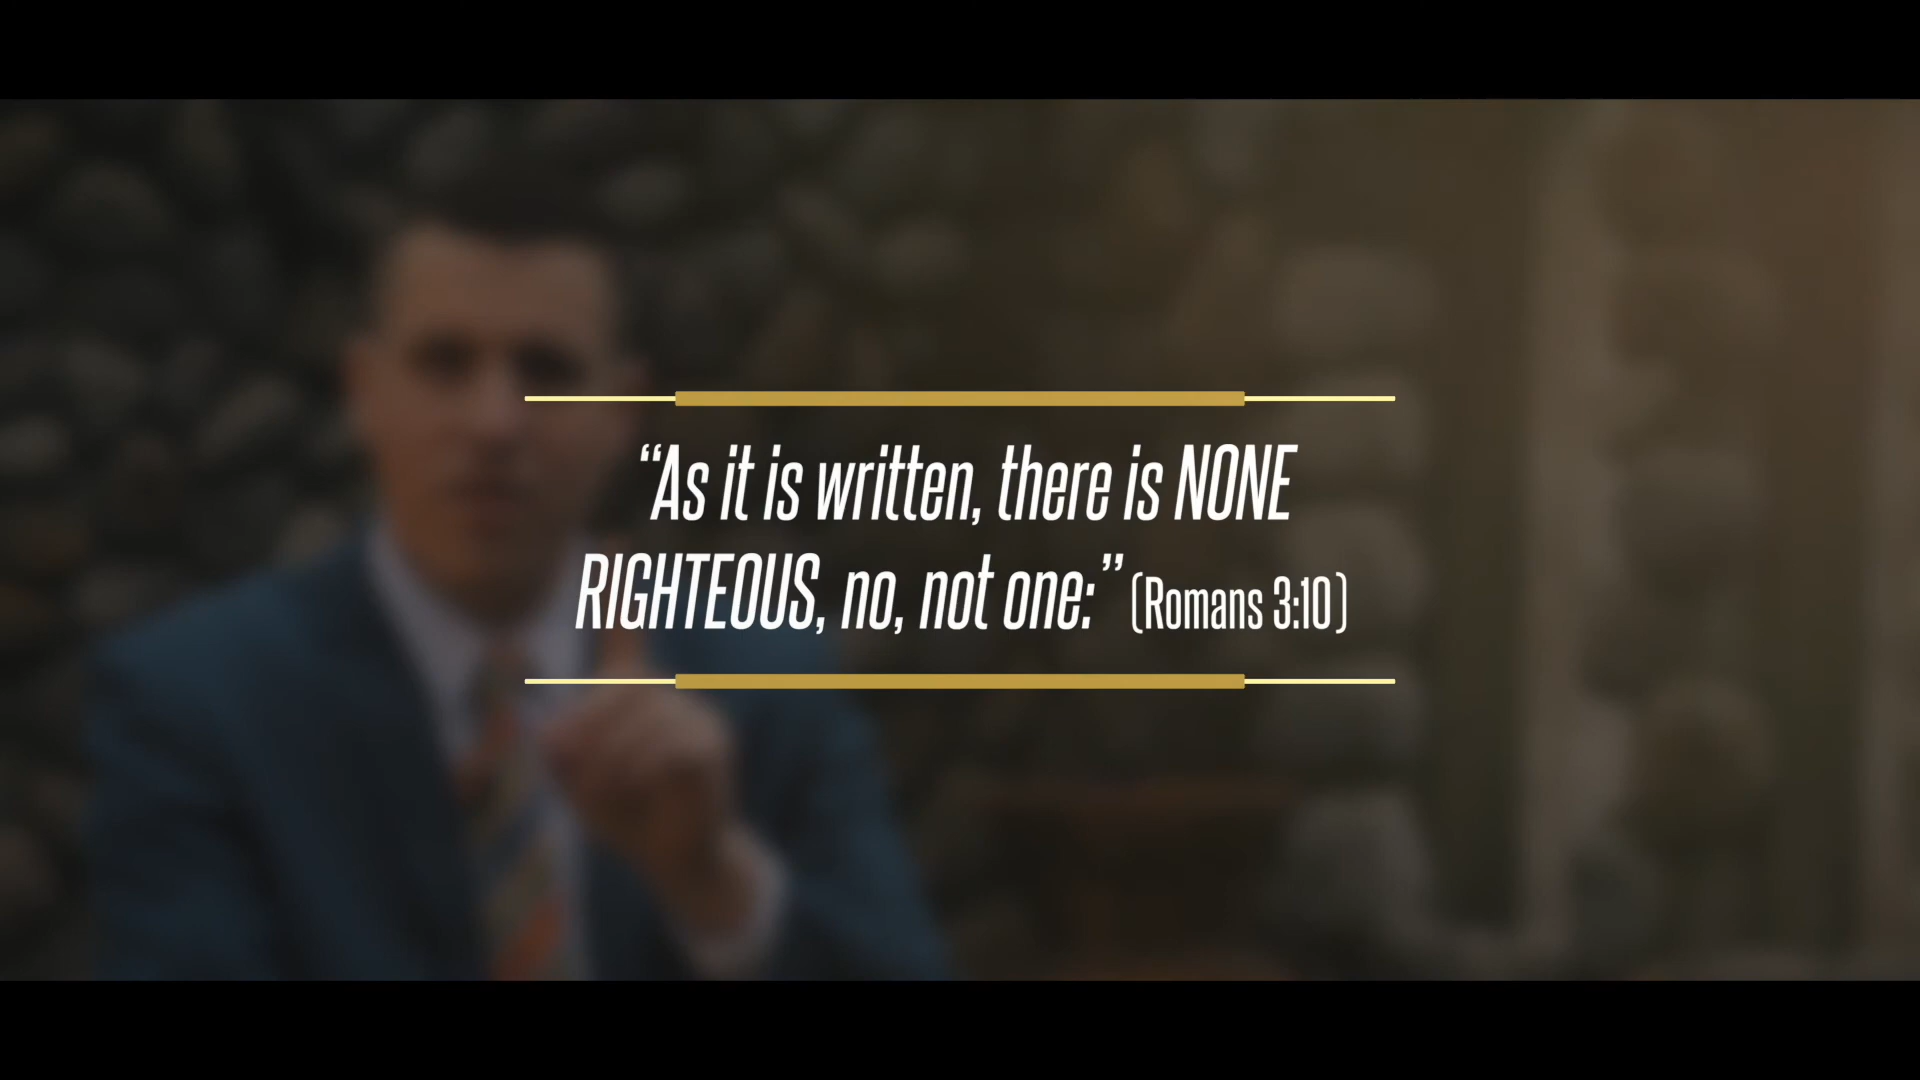 “As it is written, there is NONE
RIGHTEOUS, no, not one:” (Romans 3:10)